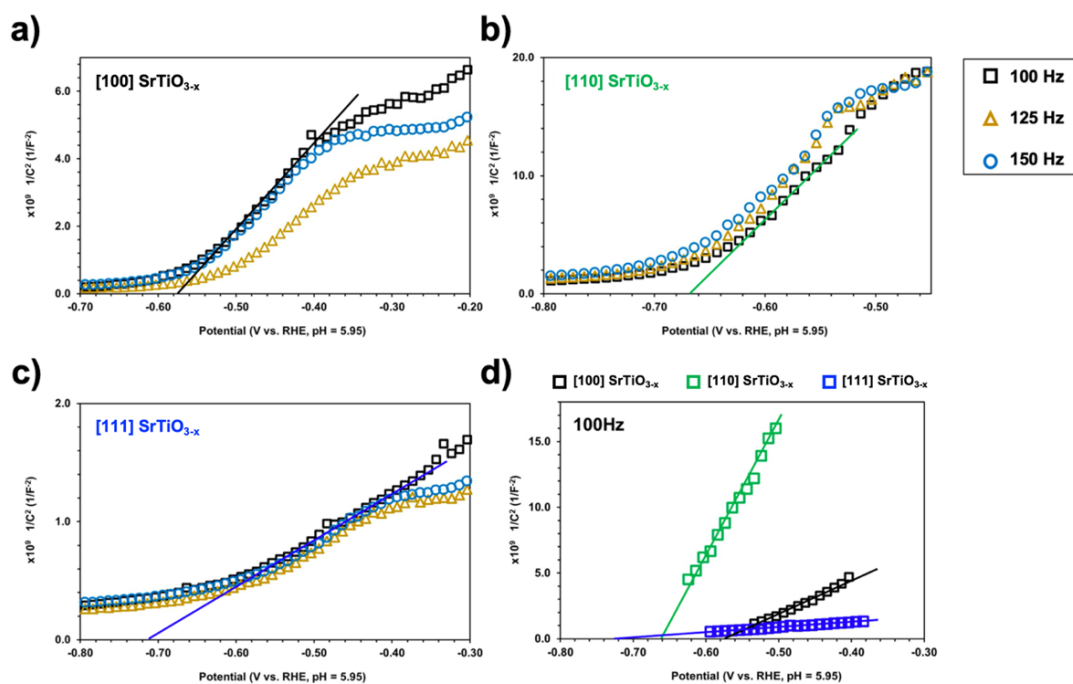 a)
[100] SrTiO3-x
x10⁹ 1/C² (1/F⁻²)
6.0
4.0
2.0
0.0
-0.70
-0.60
-0.50
-0.40
-0.30
-0.20
Potential (V vs. RHE, pH = 5.95)
b)
[110] SrTiO3-x
x10⁹ 1/C² (1/F⁻²)
20.0
10.0
0.0
-0.80
-0.70
-0.60
-0.50
Potential (V vs. RHE, pH = 5.95)
100 Hz
125 Hz
150 Hz
c)
[111] SrTiO3-x
x10⁹ 1/C² (1/F⁻²)
2.0
1.0
0.0
-0.80
-0.70
-0.60
-0.50
-0.40
-0.30
Potential (V vs. RHE, pH = 5.95)
d)
[100] SrTiO3-x
[110] SrTiO3-x
[111] SrTiO3-x
100Hz
x10⁹ 1/C² (1/F⁻²)
15.0
10.0
5.0
0.0
-0.80
-0.70
-0.60
-0.50
-0.40
-0.30
Potential (V vs. RHE, pH = 5.95)